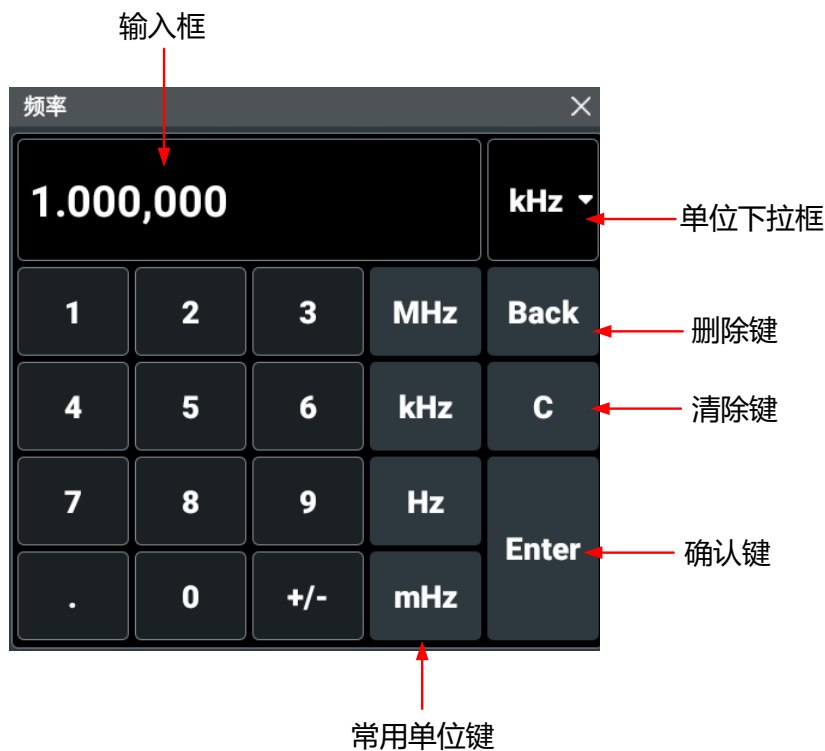 输入框
频率
1.000,000 kHz
单位下拉框
1 2 3 MHz Back
删除键
4 5 6 kHz C
清除键
7 8 9 Hz
Enter
确认键
. 0 +/- mHz
常用单位键